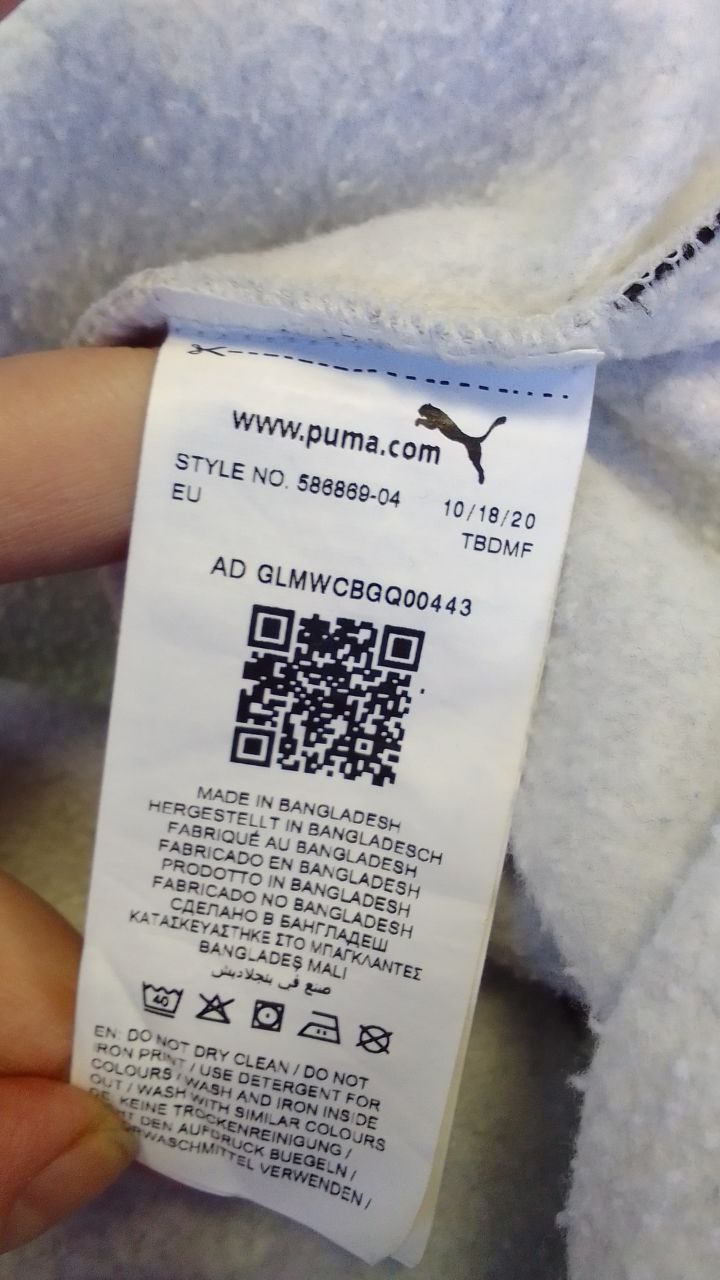 www.puma.com
STYLE NO. 586869-04 10/18/20
EU TBDMF
AD GLMWCBGQ00443
MADE IN BANGLADESH
HERGESTELLT IN BANGLADESCH
FABRIQUÉ AU BANGLADESH
FABRICADO EN BANGLADESH
PRODOTTO IN BANGLADESH
FABRICADO NO BANGLADESH
СДЕЛАНО В БАНГЛАДЕШ
ΚΑΤΑΣΚΕΥΑΣΤΗΚΕ ΣΤΟ ΜΠΑΓΚΛΑΝΤΕΣ
BANGLADEŞ MALI
صنع في بنجلاديش
40
EN: DO NOT DRY CLEAN / DO NOT
IRON PRINT / USE DETERGENT FOR
COLOURS / WASH AND IRON INSIDE
OUT / WASH WITH SIMILAR COLOURS
DE: KEINE TROCKENREINIGUNG /
DEN AUFDRUCK BUEGELN /
VERWENDEN /